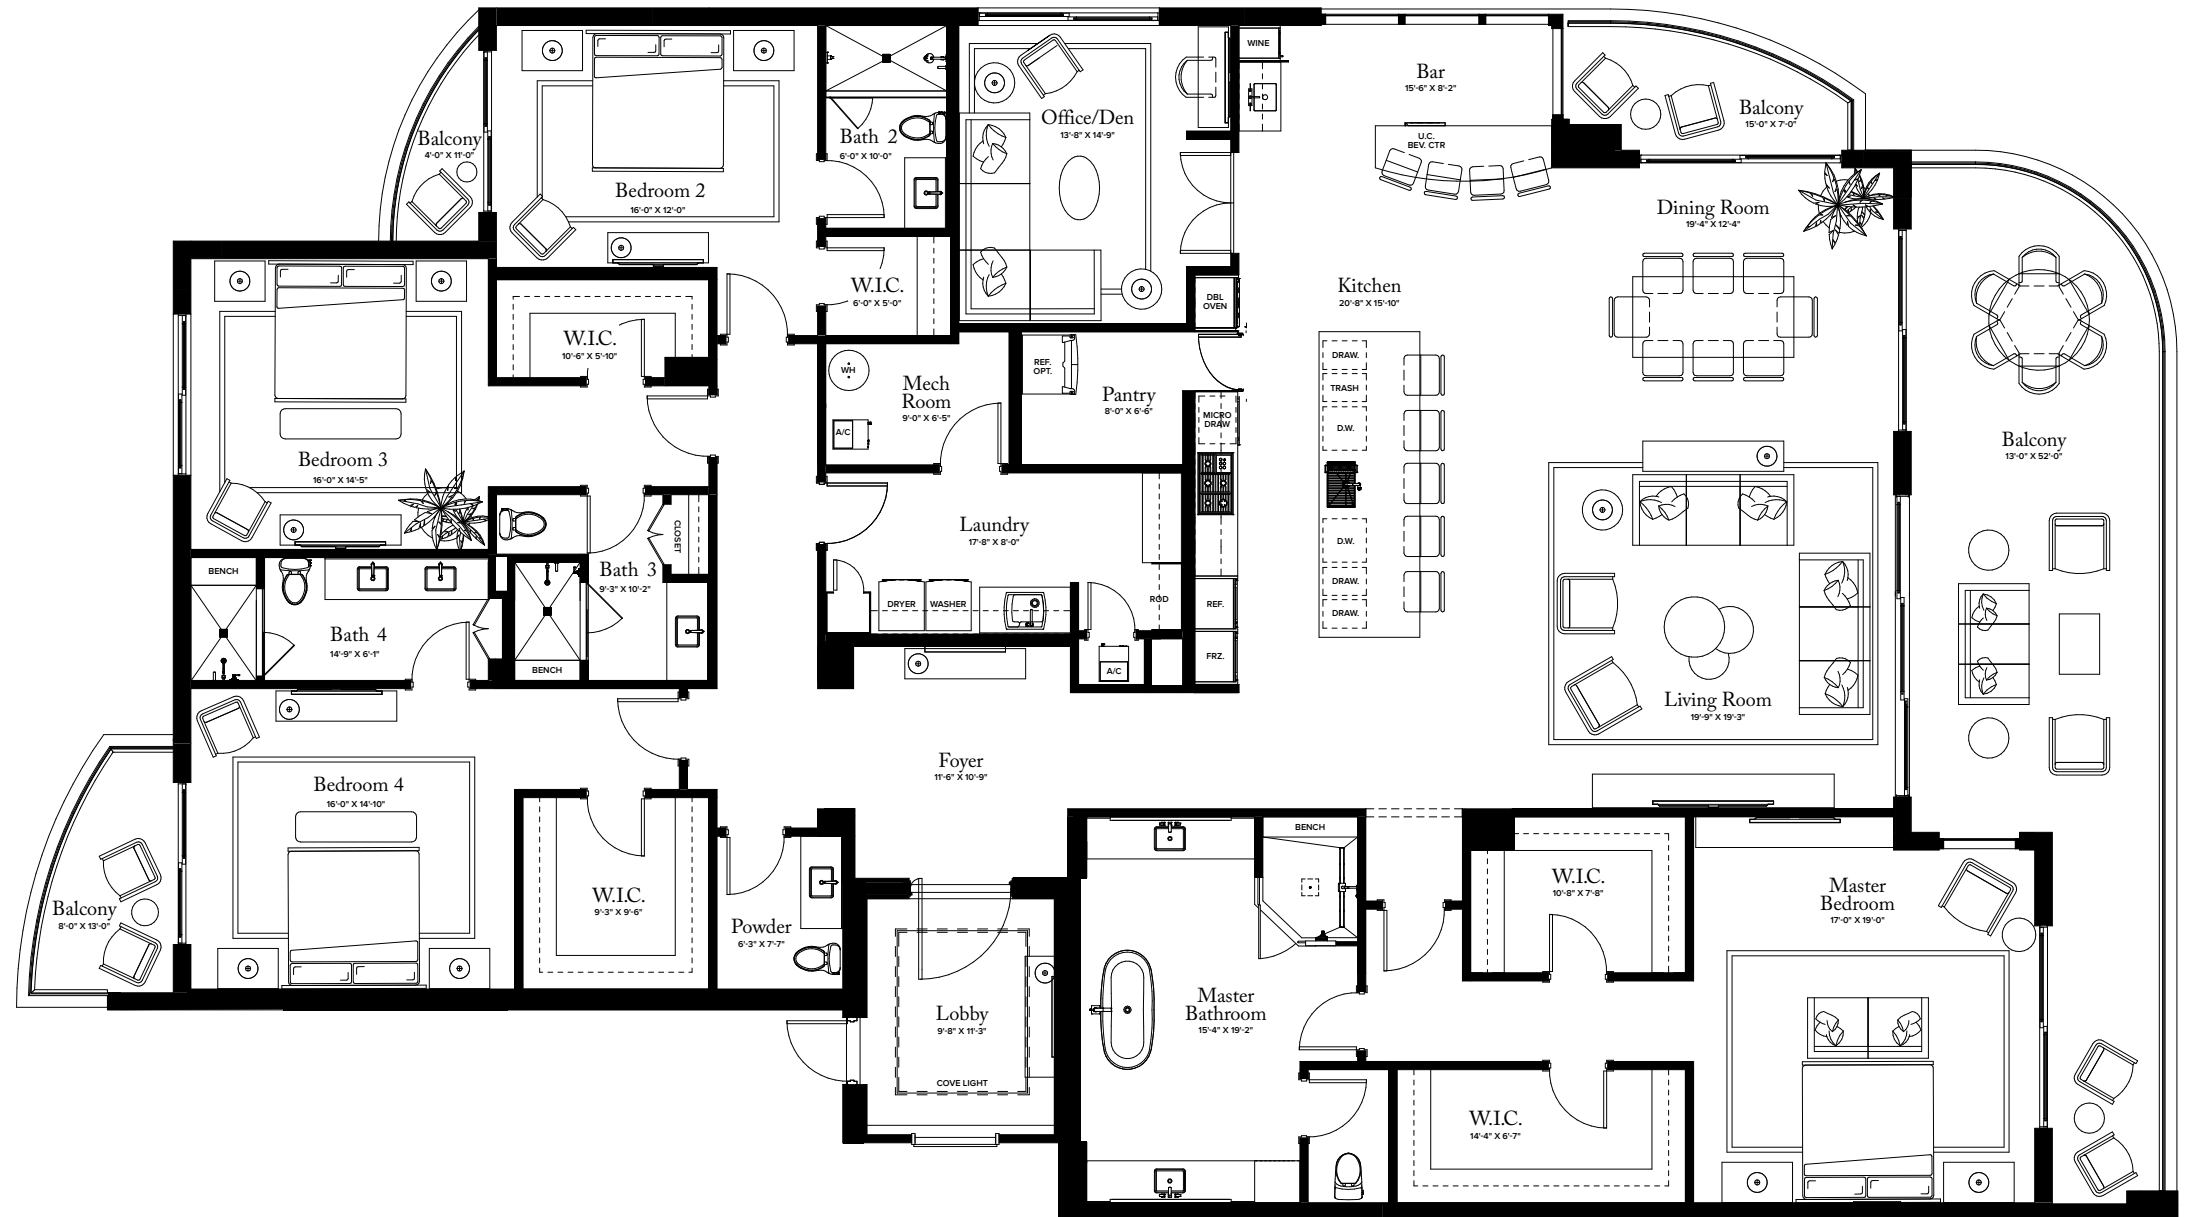 WINE
Bar
15'-6" X 8'-2"
Balcony
15'-0" X 7'-0"
Office/Den
13'-8" X 14'-9"
Balcony
4'-0" X 11'-0"
Bath 2
6'-0" X 10'-0"
U.C.
BEV. CTR
Bedroom 2
16'-0" X 12'-0"
Dining Room
19'-4" X 12'-4"
W.I.C.
6'-0" X 5'-0"
Kitchen
20'-8" X 15'-10"
DBL
OVEN
W.I.C.
10'-6" X 5'-10"
WH
Mech
Room
9'-0" X 6'-5"
A/C
REF.
OPT.
Pantry
8'-0" X 6'-6"
MICRO
DRAW
DRAW.
TRASH
D.W.
Balcony
13'-0" X 52'-0"
Bedroom 3
16'-0" X 14'-5"
CLOSET
Laundry
17'-8" X 8'-0"
D.W.
DRAW.
DRAW.
BENCH
Bath 3
9'-3" X 10'-2"
DRYER
WASHER
ROD
REF.
FRZ.
Bath 4
14'-9" X 6'-1"
BENCH
A/C
Living Room
19'-9" X 19'-3"
Foyer
11'-6" X 10'-9"
Bedroom 4
16'-0" X 14'-10"
BENCH
W.I.C.
10'-8" X 7'-8"
Master
Bedroom
17'-0" X 19'-0"
W.I.C.
9'-3" X 9'-6"
Balcony
8'-0" X 13'-0"
Powder
6'-3" X 7'-7"
Lobby
9'-8" X 11'-3"
COVE LIGHT
Master
Bathroom
15'-4" X 19'-2"
W.I.C.
14'-4" X 6'-7"